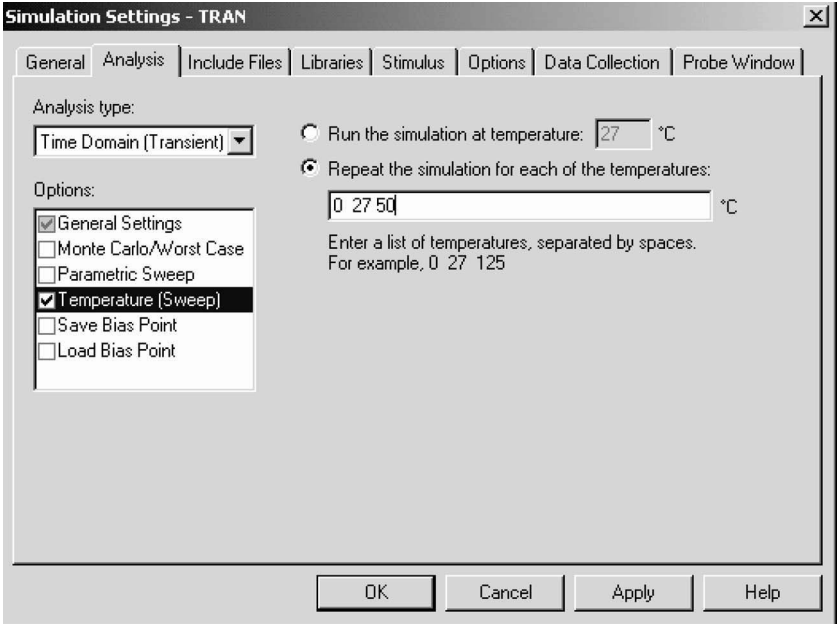 Simulation Settings - TRAN
General Analysis Include Files Libraries Stimulus Options Data Collection Probe Window
Analysis type:
Time Domain (Transient)
Options:
General Settings
Monte Carlo/Worst Case
Parametric Sweep
Temperature (Sweep)
Save Bias Point
Load Bias Point
Run the simulation at temperature: 27 °C
Repeat the simulation for each of the temperatures:
0 27 50 °C
Enter a list of temperatures, separated by spaces.
For example, 0 27 125
OK Cancel Apply Help